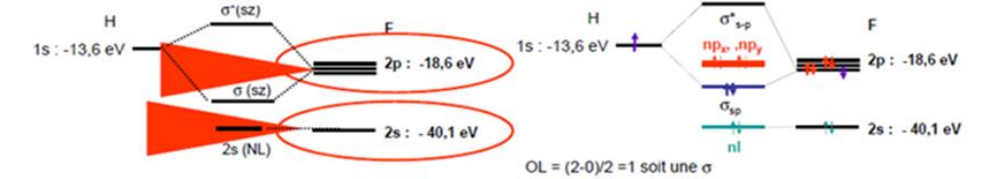 σ*(sz)
H
F
1s : -13,6 eV
2p : -18,6 eV
σ (sz)
2s : - 40,1 eV
2s (NL)
H
σ*s-p
F
1s : -13,6 eV
npx, ,npy
2p : -18,6 eV
σsp
2s : - 40,1 eV
nl
OL = (2-0)/2 =1 soit une σ